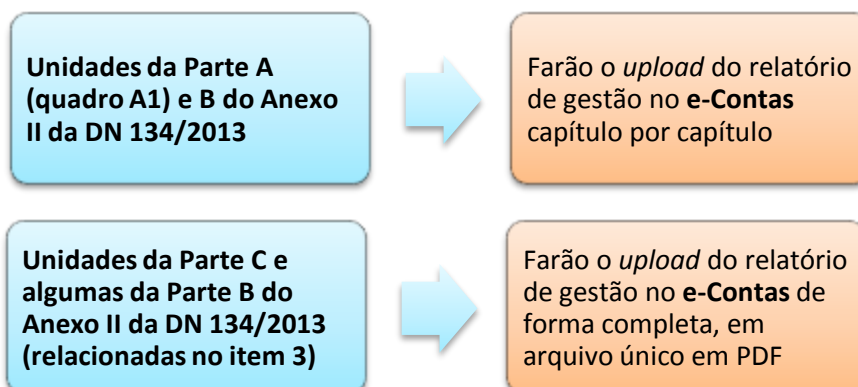 Unidades da Parte A
(quadro A1) e B do Anexo
II da DN 134/2013
Farão o upload do relatório
de gestão no e-Contas
capítulo por capítulo
Unidades da Parte C e
algumas da Parte B do
Anexo II da DN 134/2013
(relacionadas no item 3)
Farão o upload do relatório
de gestão no e-Contas de
forma completa, em
arquivo único em PDF